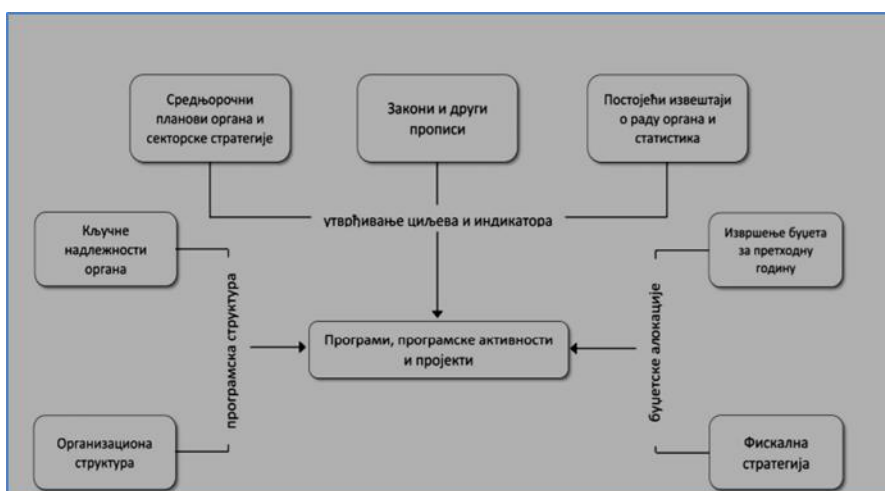 Средњорочни
планови органа и
секторске стратегије
Закони и други
прописи
Постојећи извештаји
о раду органа и
статистика
утврђивање циљева и индикатора
Кључне
надлежности
органа
Извршење буџета
за претходну
годину
програмска структура
буџетске алокације
Програми, програмске активности
и пројекти
Организациона
структура
Фискална
стратегија